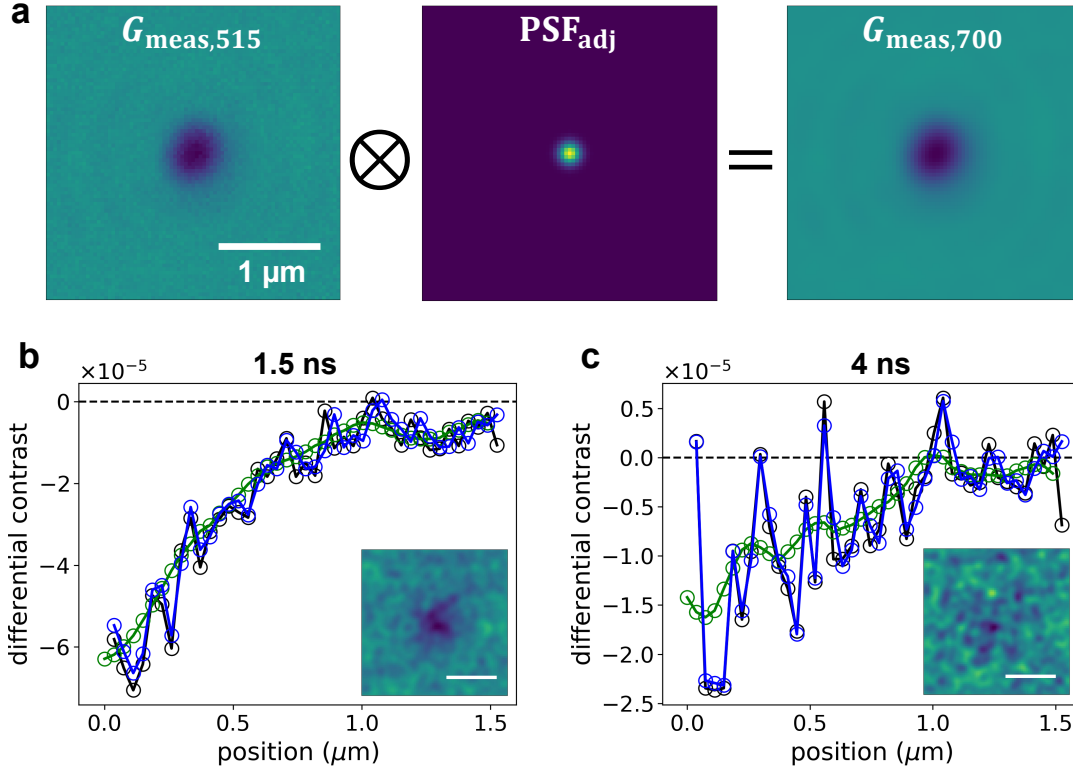 a
G_meas,515
PSF_adj
G_meas,700
⊗
=
1 μm
b
×10⁻⁵
1.5 ns
0
−2
−4
−6
differential contrast
0.0
0.5
1.0
1.5
position (μm)
c
×10⁻⁵
4 ns
0.5
0.0
−0.5
−1.0
−1.5
−2.0
−2.5
differential contrast
0.0
0.5
1.0
1.5
position (μm)